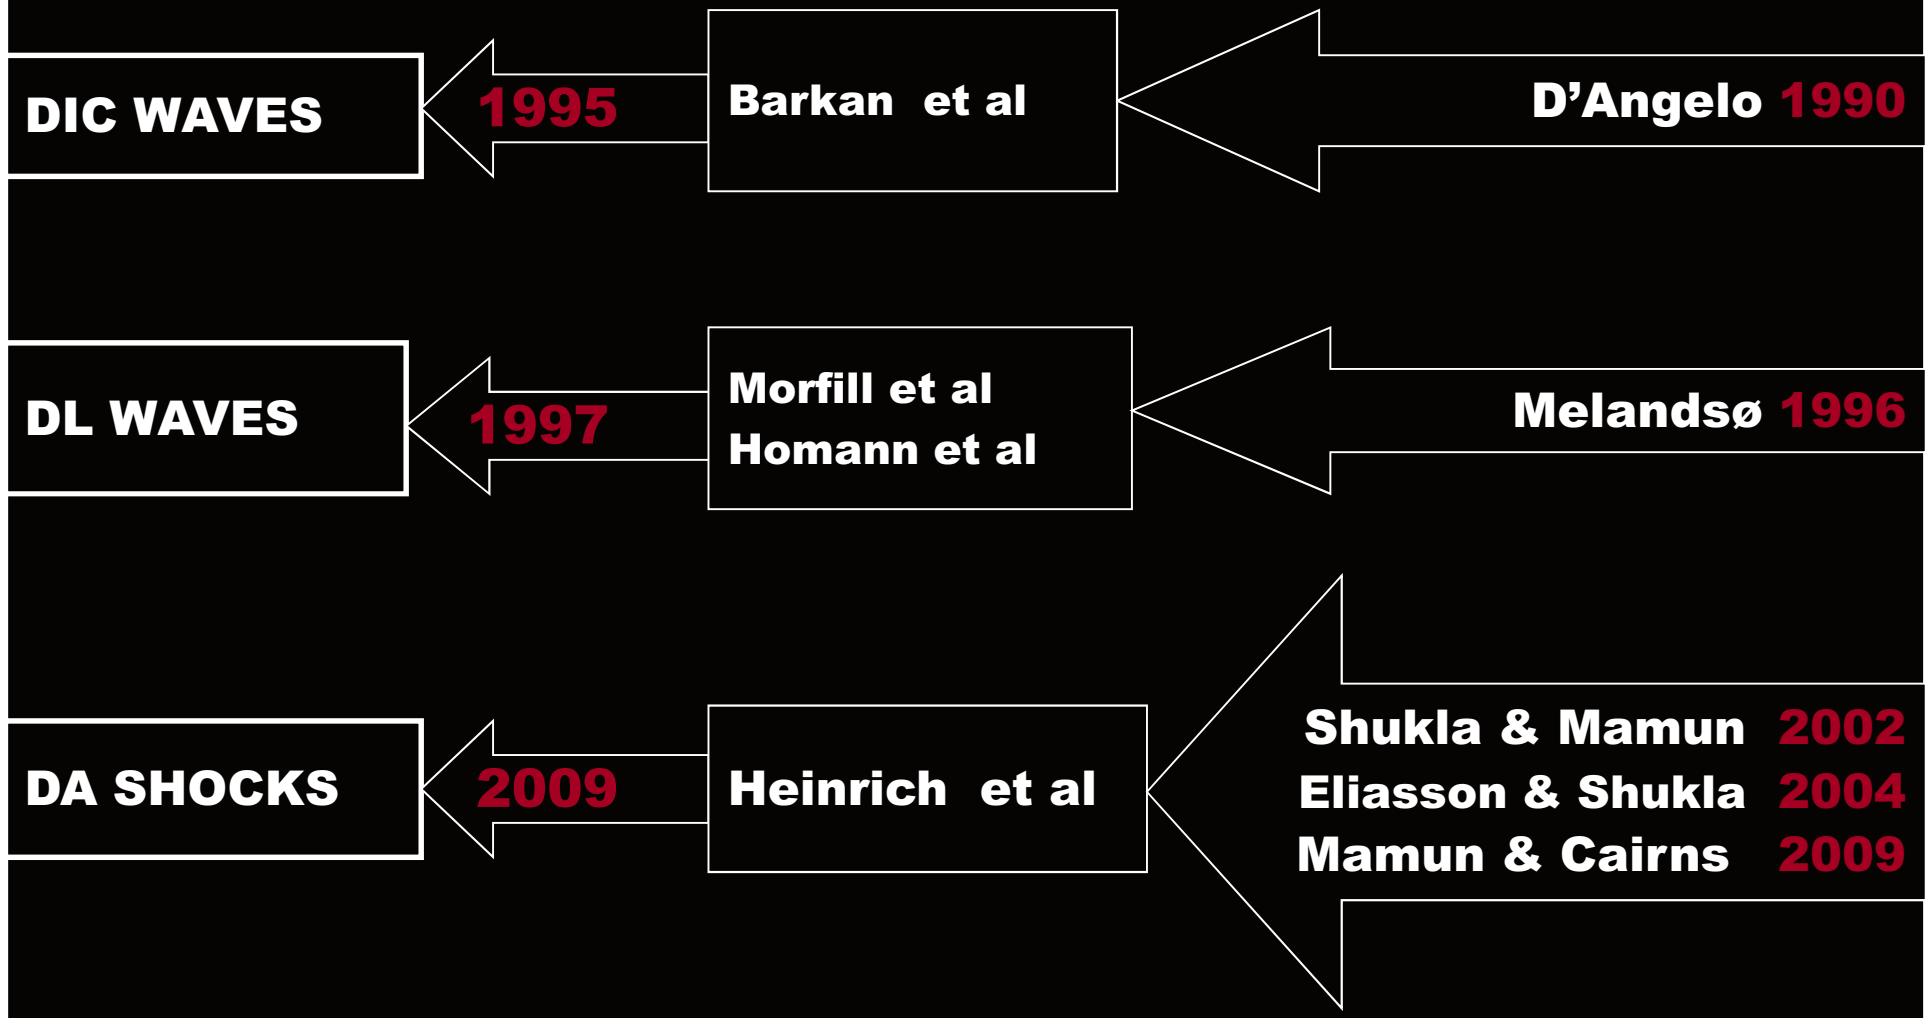 DIC WAVES
1995
Barkan et al
D’Angelo 1990
DL WAVES
1997
Morfill et al
Homann et al
Melandsø 1996
DA SHOCKS
2009
Heinrich et al
Shukla & Mamun 2002
Eliasson & Shukla 2004
Mamun & Cairns 2009